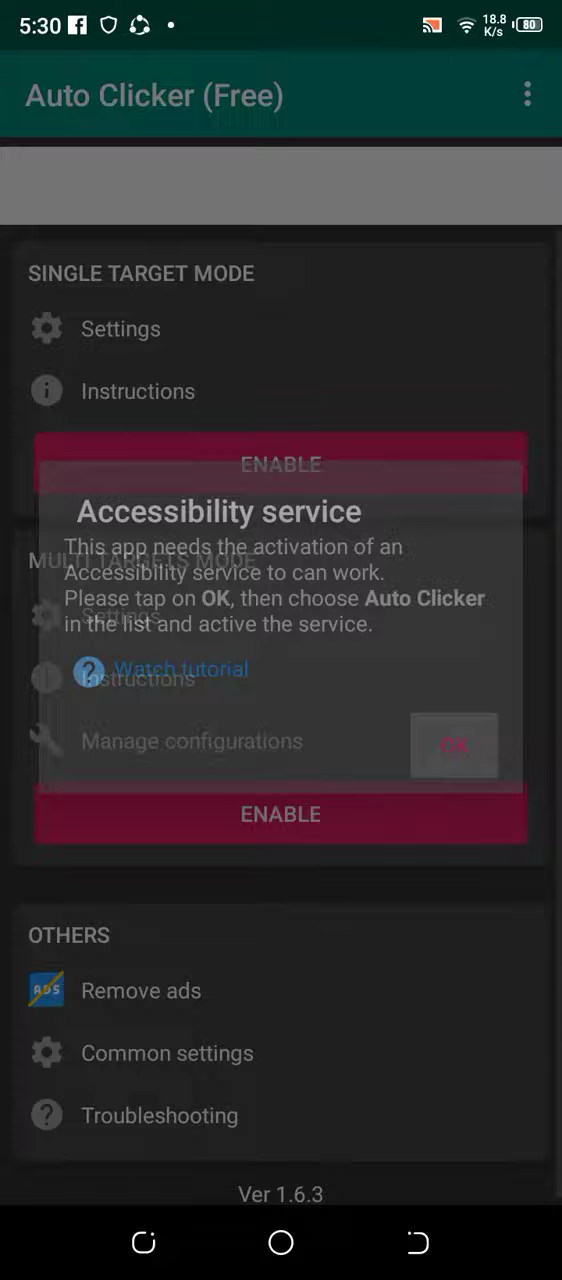 5:30
18.8
K/s
80
Auto Clicker (Free)
SINGLE TARGET MODE
Settings
Instructions
ENABLE
Accessibility service
This app needs the activation of an
MULTI TARGETS MODE
Accessibility service to can work.
Please tap on OK, then choose Auto Clicker
Settings
in the list and active the service.
Watch tutorial
Instructions
Manage configurations
OK
ENABLE
OTHERS
ADS
Remove ads
Common settings
Troubleshooting
Ver 1.6.3